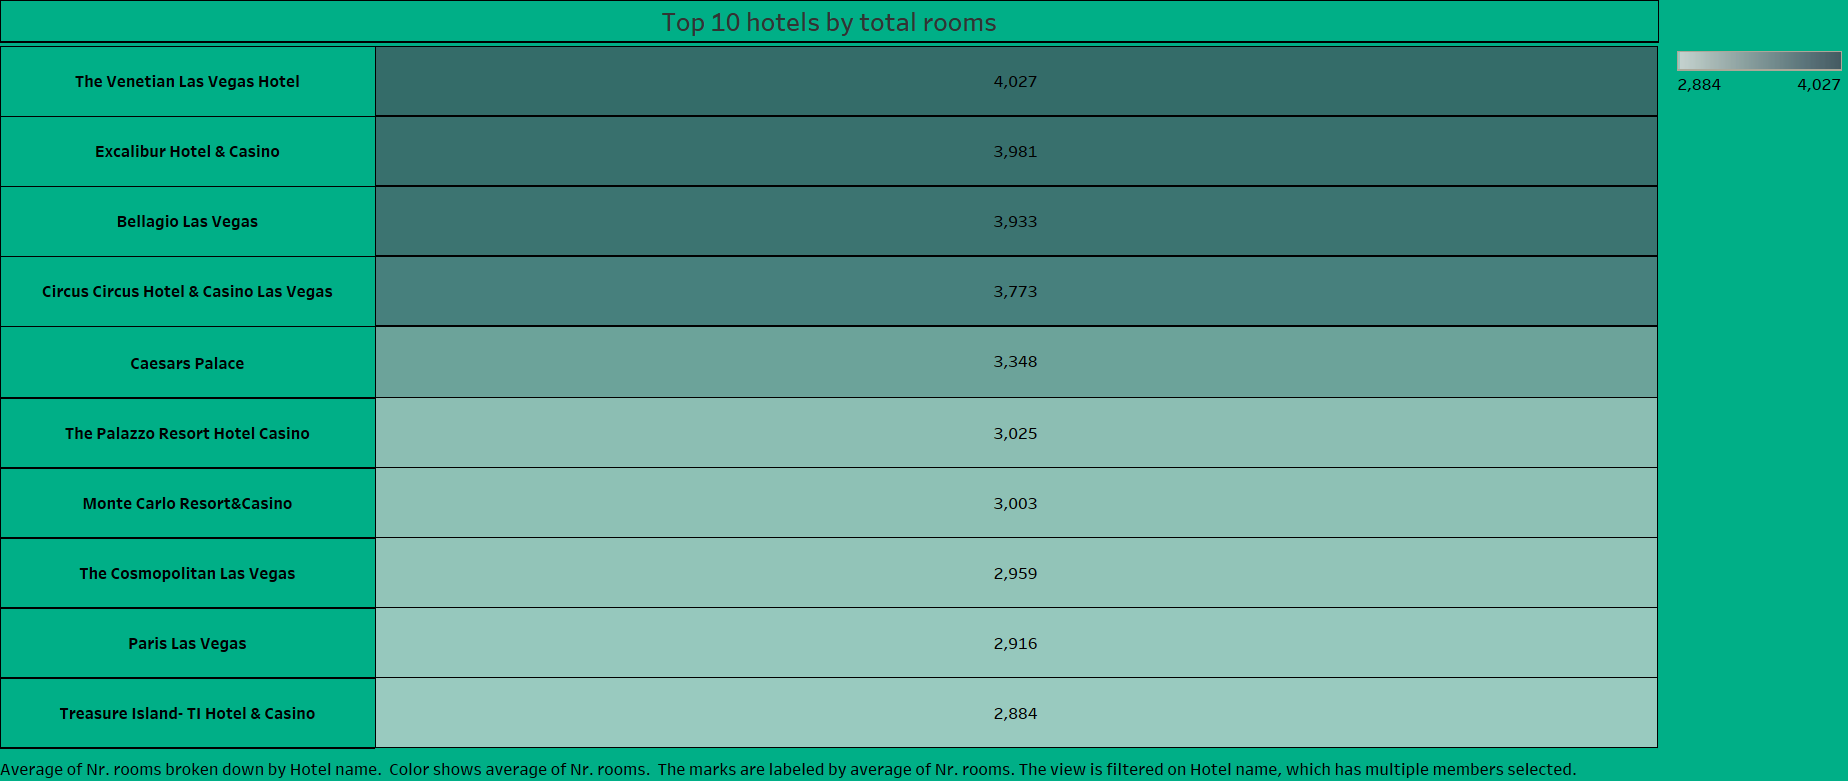 Top 10 hotels by total rooms
2,884 4,027
The Venetian Las Vegas Hotel 4,027
Excalibur Hotel & Casino 3,981
Bellagio Las Vegas 3,933
Circus Circus Hotel & Casino Las Vegas 3,773
Caesars Palace 3,348
The Palazzo Resort Hotel Casino 3,025
Monte Carlo Resort&Casino 3,003
The Cosmopolitan Las Vegas 2,959
Paris Las Vegas 2,916
Treasure Island- TI Hotel & Casino 2,884
Average of Nr. rooms broken down by Hotel name.  Color shows average of Nr. rooms.  The marks are labeled by average of Nr. rooms. The view is filtered on Hotel name, which has multiple members selected.